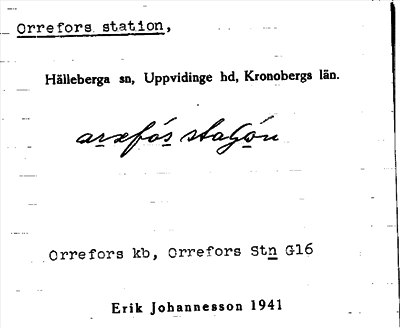 Orrefors station,
Hälleberga sn, Uppvidinge hd, Kronobergs län.
Orrefors kb, Orrefors Stn G16
Erik Johannesson 1941